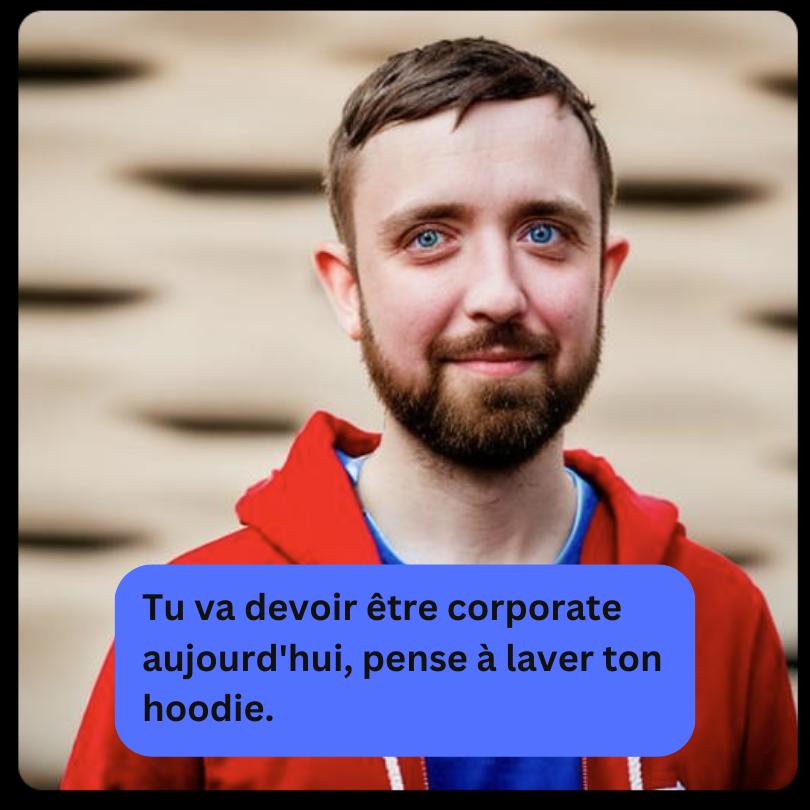 Tu va devoir être corporate
aujourd'hui, pense à laver ton
hoodie.